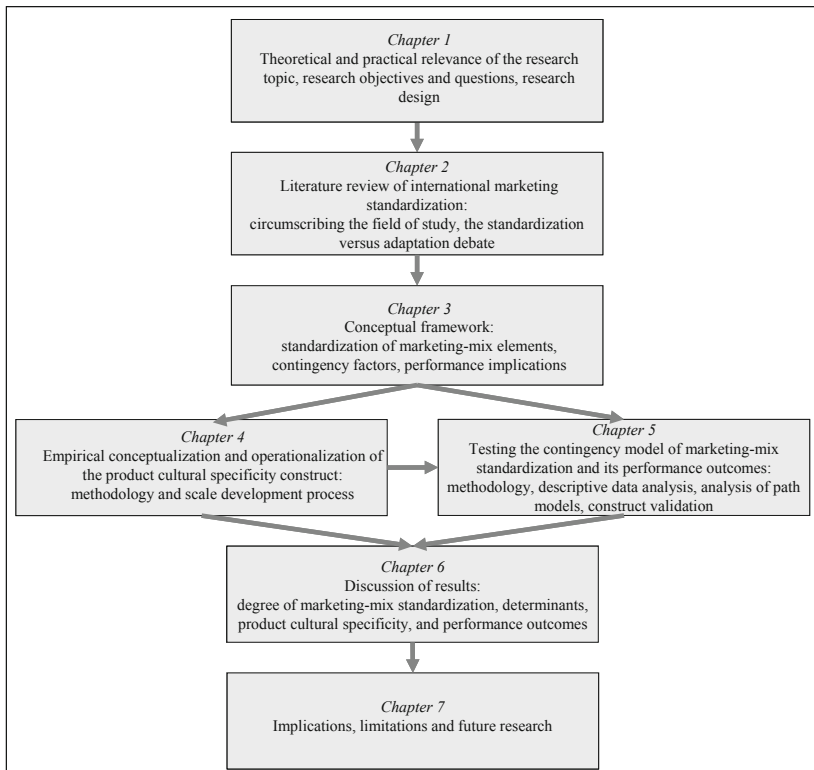 Chapter 1
Theoretical and practical relevance of the research
topic, research objectives and questions, research
design
Chapter 2
Literature review of international marketing
standardization:
circumscribing the field of study, the standardization
versus adaptation debate
Chapter 3
Conceptual framework:
standardization of marketing-mix elements,
contingency factors, performance implications
Chapter 4
Empirical conceptualization and operationalization of
the product cultural specificity construct:
methodology and scale development process
Chapter 5
Testing the contingency model of marketing-mix
standardization and its performance outcomes:
methodology, descriptive data analysis, analysis of path
models, construct validation
Chapter 6
Discussion of results:
degree of marketing-mix standardization, determinants,
product cultural specificity, and performance outcomes
Chapter 7
Implications, limitations and future research